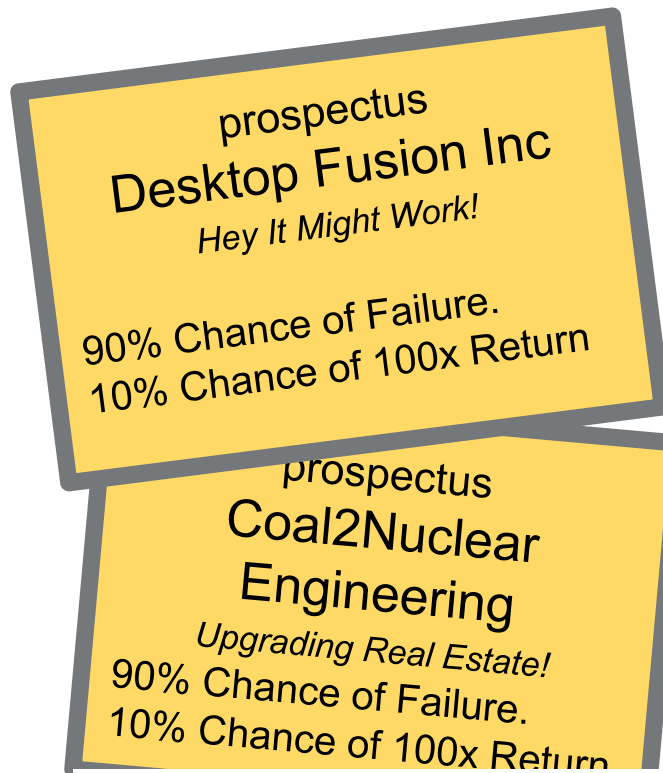 prospectus
Desktop Fusion Inc
Hey It Might Work!
90% Chance of Failure.
10% Chance of 100x Return
prospectus
Coal2Nuclear
Engineering
Upgrading Real Estate!
90% Chance of Failure.
10% Chance of 100x Return